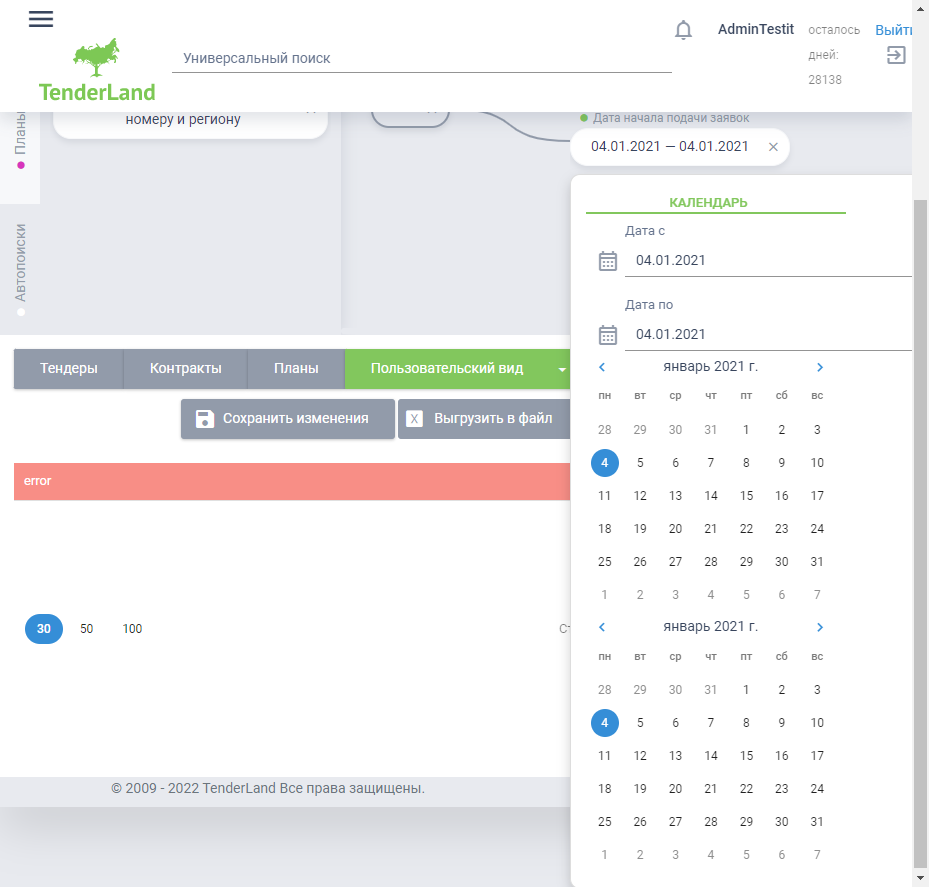 AdminTestit
осталось
дней:
28138
Выйти
TenderLand
Универсальный поиск
Планы
Автопоиски
номеру и региону
Дата начала подачи заявок
04.01.2021 — 04.01.2021
КАЛЕНДАРЬ
Дата с
04.01.2021
Дата по
04.01.2021
январь 2021 г.
пн вт ср чт пт сб вс
28 29 30 31 1 2 3
4 5 6 7 8 9 10
11 12 13 14 15 16 17
18 19 20 21 22 23 24
25 26 27 28 29 30 31
1 2 3 4 5 6 7
январь 2021 г.
пн вт ср чт пт сб вс
28 29 30 31 1 2 3
4 5 6 7 8 9 10
11 12 13 14 15 16 17
18 19 20 21 22 23 24
25 26 27 28 29 30 31
1 2 3 4 5 6 7
Тендеры Контракты Планы Пользовательский вид
Сохранить изменения X Выгрузить в файл
error
30 50 100
© 2009 - 2022 TenderLand Все права защищены.